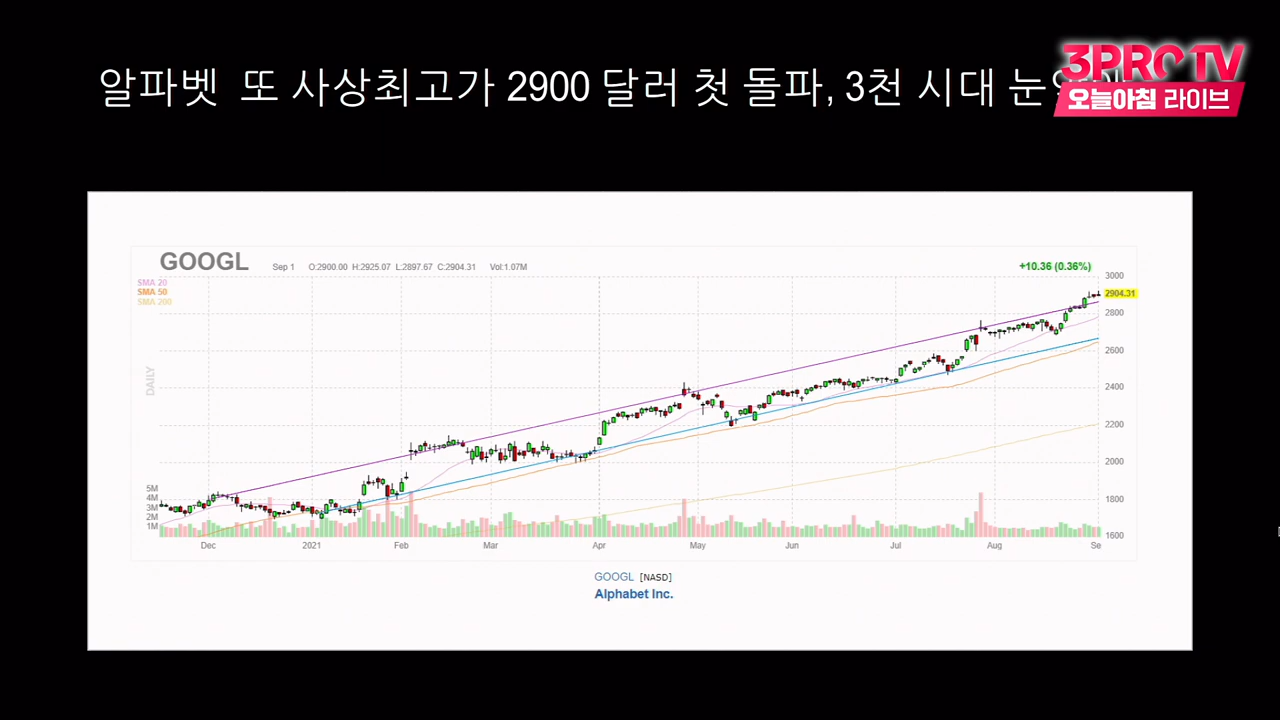 알파벳 또 사상최고가 2900 달러 첫 돌파, 3천 시대
3PRO TV
오늘아침 라이브
GOOGL Sep 1 O:2900.00 H:2925.07 L:2897.67 C:2904.31 Vol:1.07M +10.36 (0.36%)
SMA 20
SMA 50
SMA 200
DAILY
3000
2904.31
2800
2600
2400
2200
2000
1800
1600
5M
4M
3M
2M
1M
Dec 2021 Feb Mar Apr May Jun Jul Aug Se
GOOGL [NASD]
Alphabet Inc.